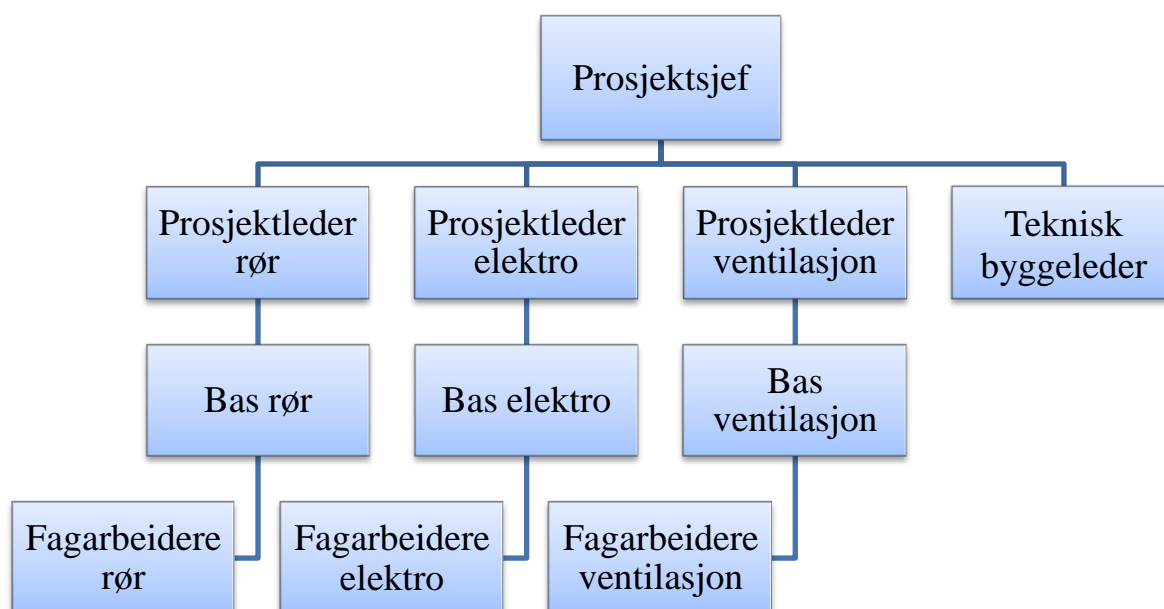 Prosjektsjef
Prosjektleder
rør
Prosjektleder
elektro
Prosjektleder
ventilasjon
Teknisk
byggeleder
Bas rør
Bas elektro
Bas
ventilasjon
Fagarbeidere
rør
Fagarbeidere
elektro
Fagarbeidere
ventilasjon